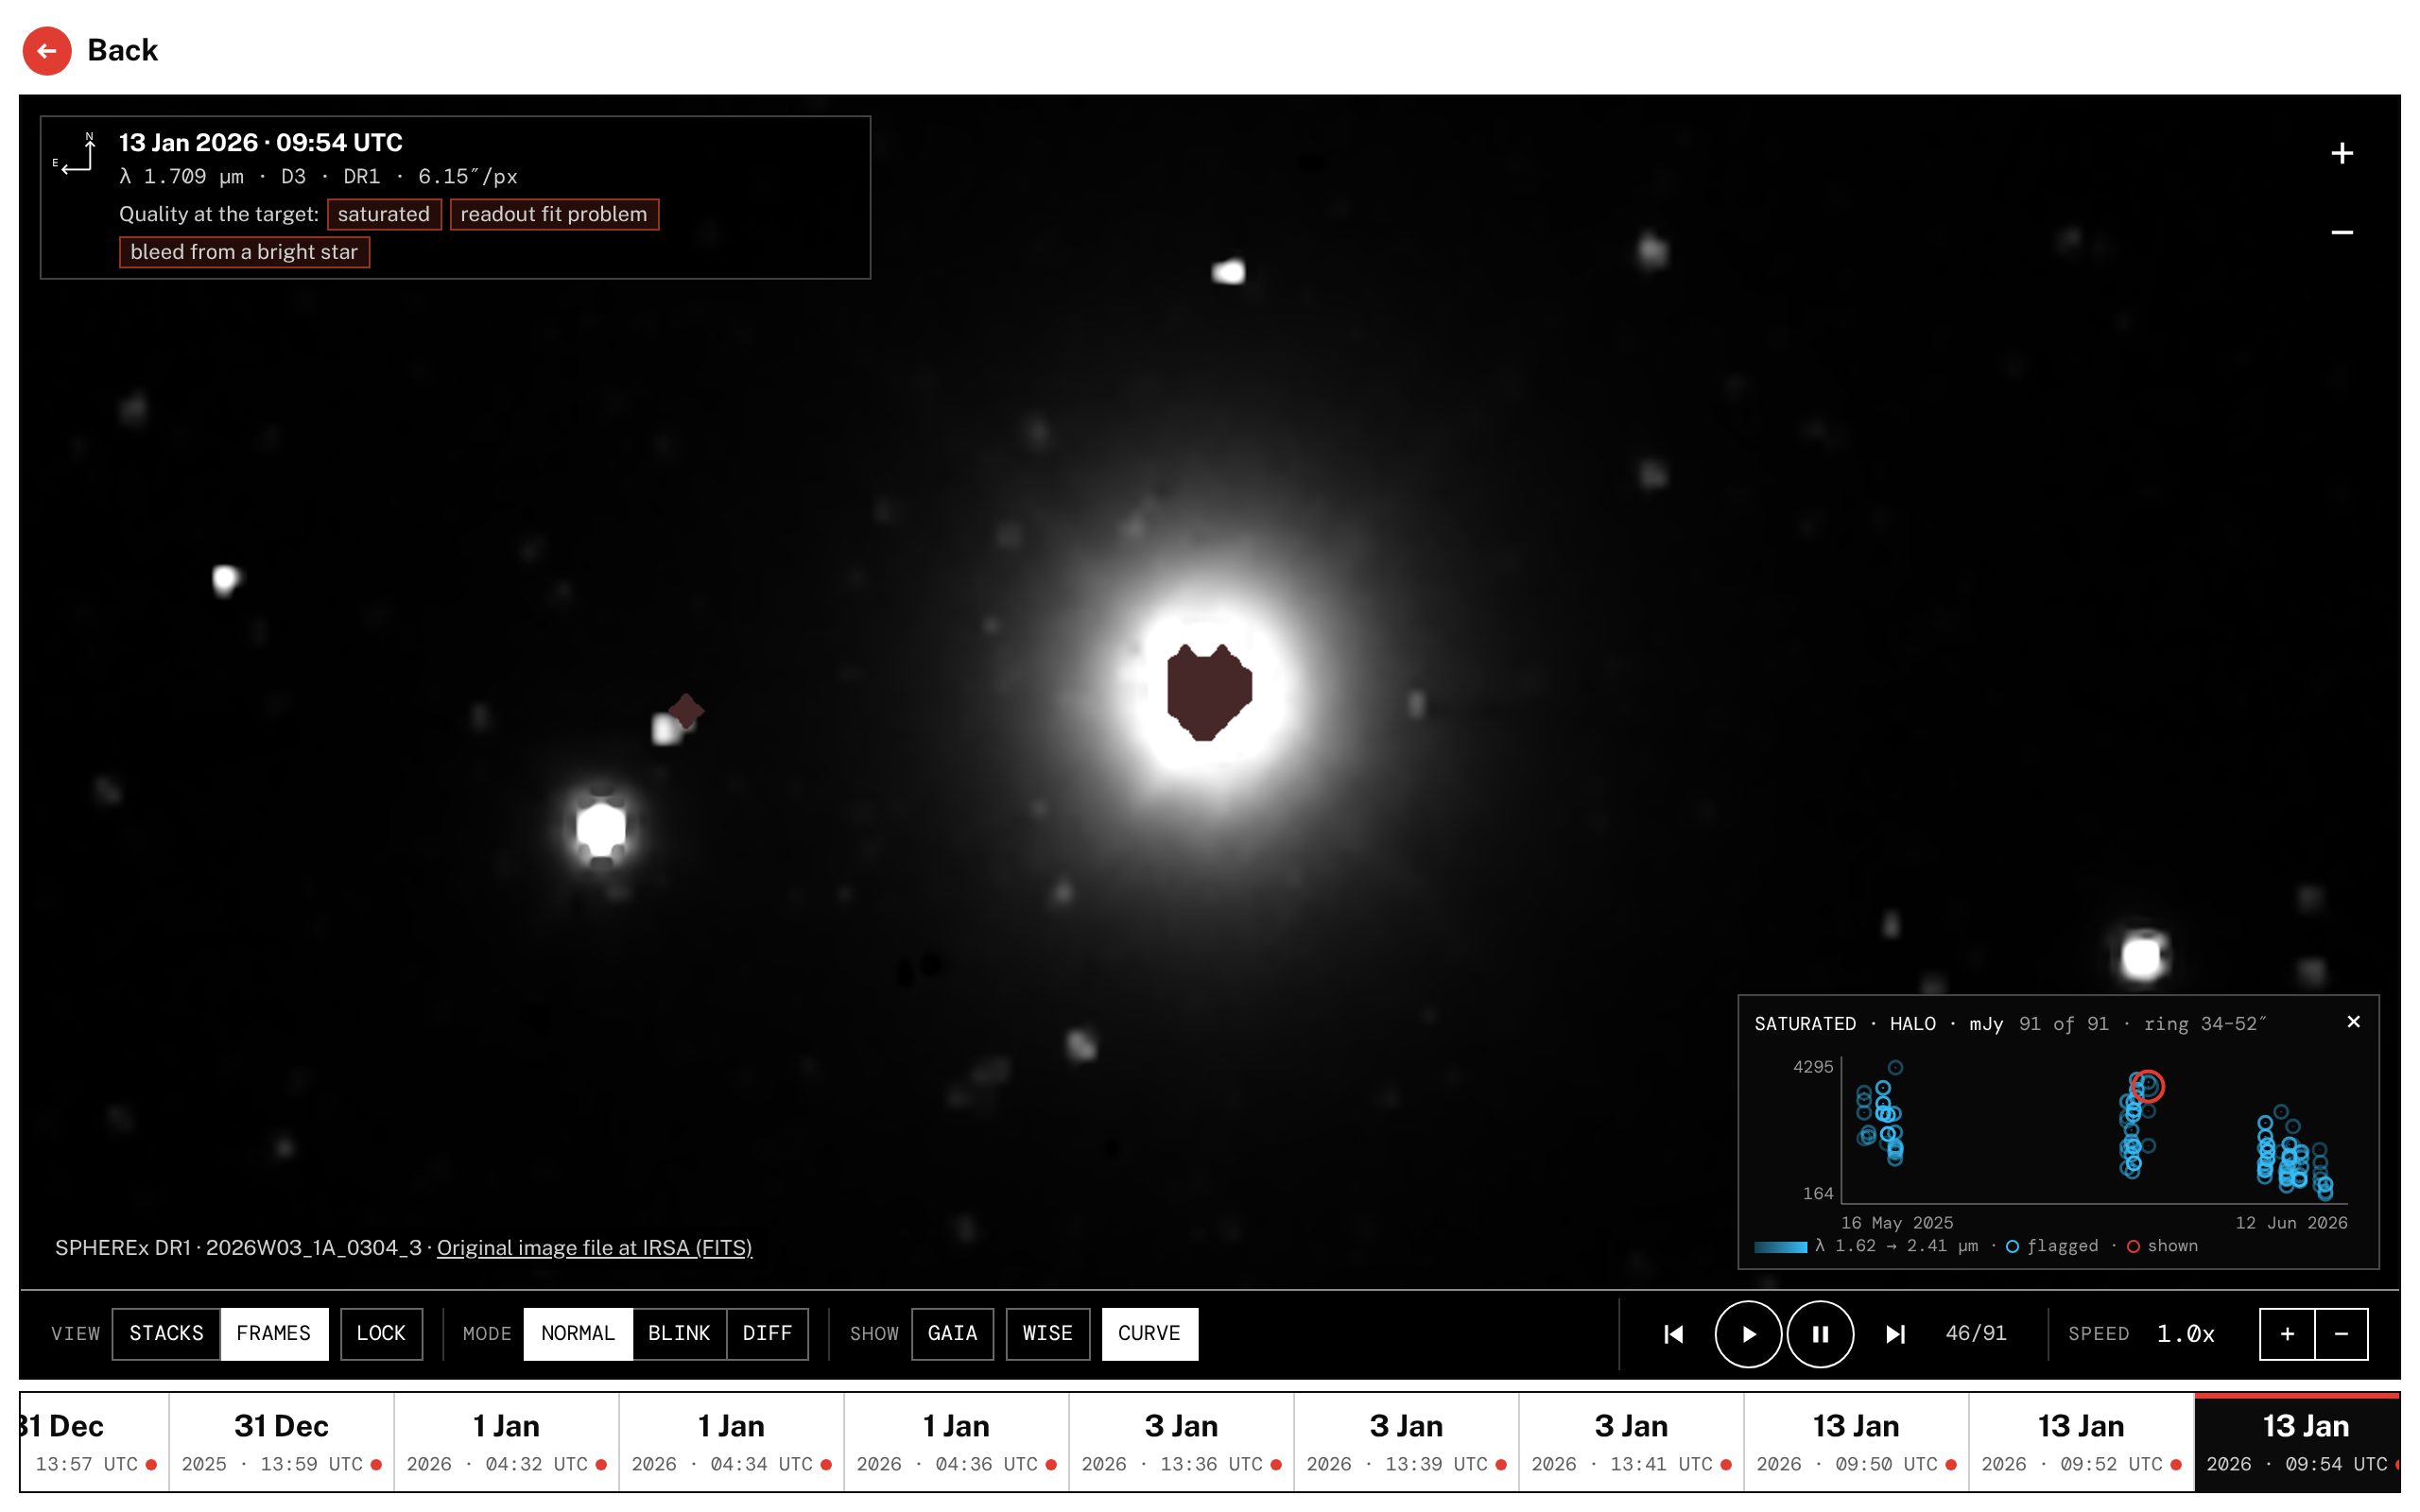 Back
N
E
13 Jan 2026 · 09:54 UTC
λ 1.709 µm · D3 · DR1 · 6.15″/px
Quality at the target: saturated readout fit problem
bleed from a bright star
+
−
SATURATED · HALO · mJy 91 of 91 · ring 34–52″ ×
4295
164
16 May 2025 12 Jun 2026
λ 1.62 → 2.41 µm · flagged · shown
SPHEREx DR1 · 2026W03_1A_0304_3 · Original image file at IRSA (FITS)
VIEW STACKS FRAMES LOCK MODE NORMAL BLINK DIFF SHOW GAIA WISE CURVE 46/91 SPEED 1.0x + −
31 Dec 31 Dec 1 Jan 1 Jan 1 Jan 3 Jan 3 Jan 3 Jan 13 Jan 13 Jan 13 Jan
13:57 UTC 2025 · 13:59 UTC 2026 · 04:32 UTC 2026 · 04:34 UTC 2026 · 04:36 UTC 2026 · 13:36 UTC 2026 · 13:39 UTC 2026 · 13:41 UTC 2026 · 09:50 UTC 2026 · 09:52 UTC 2026 · 09:54 UTC